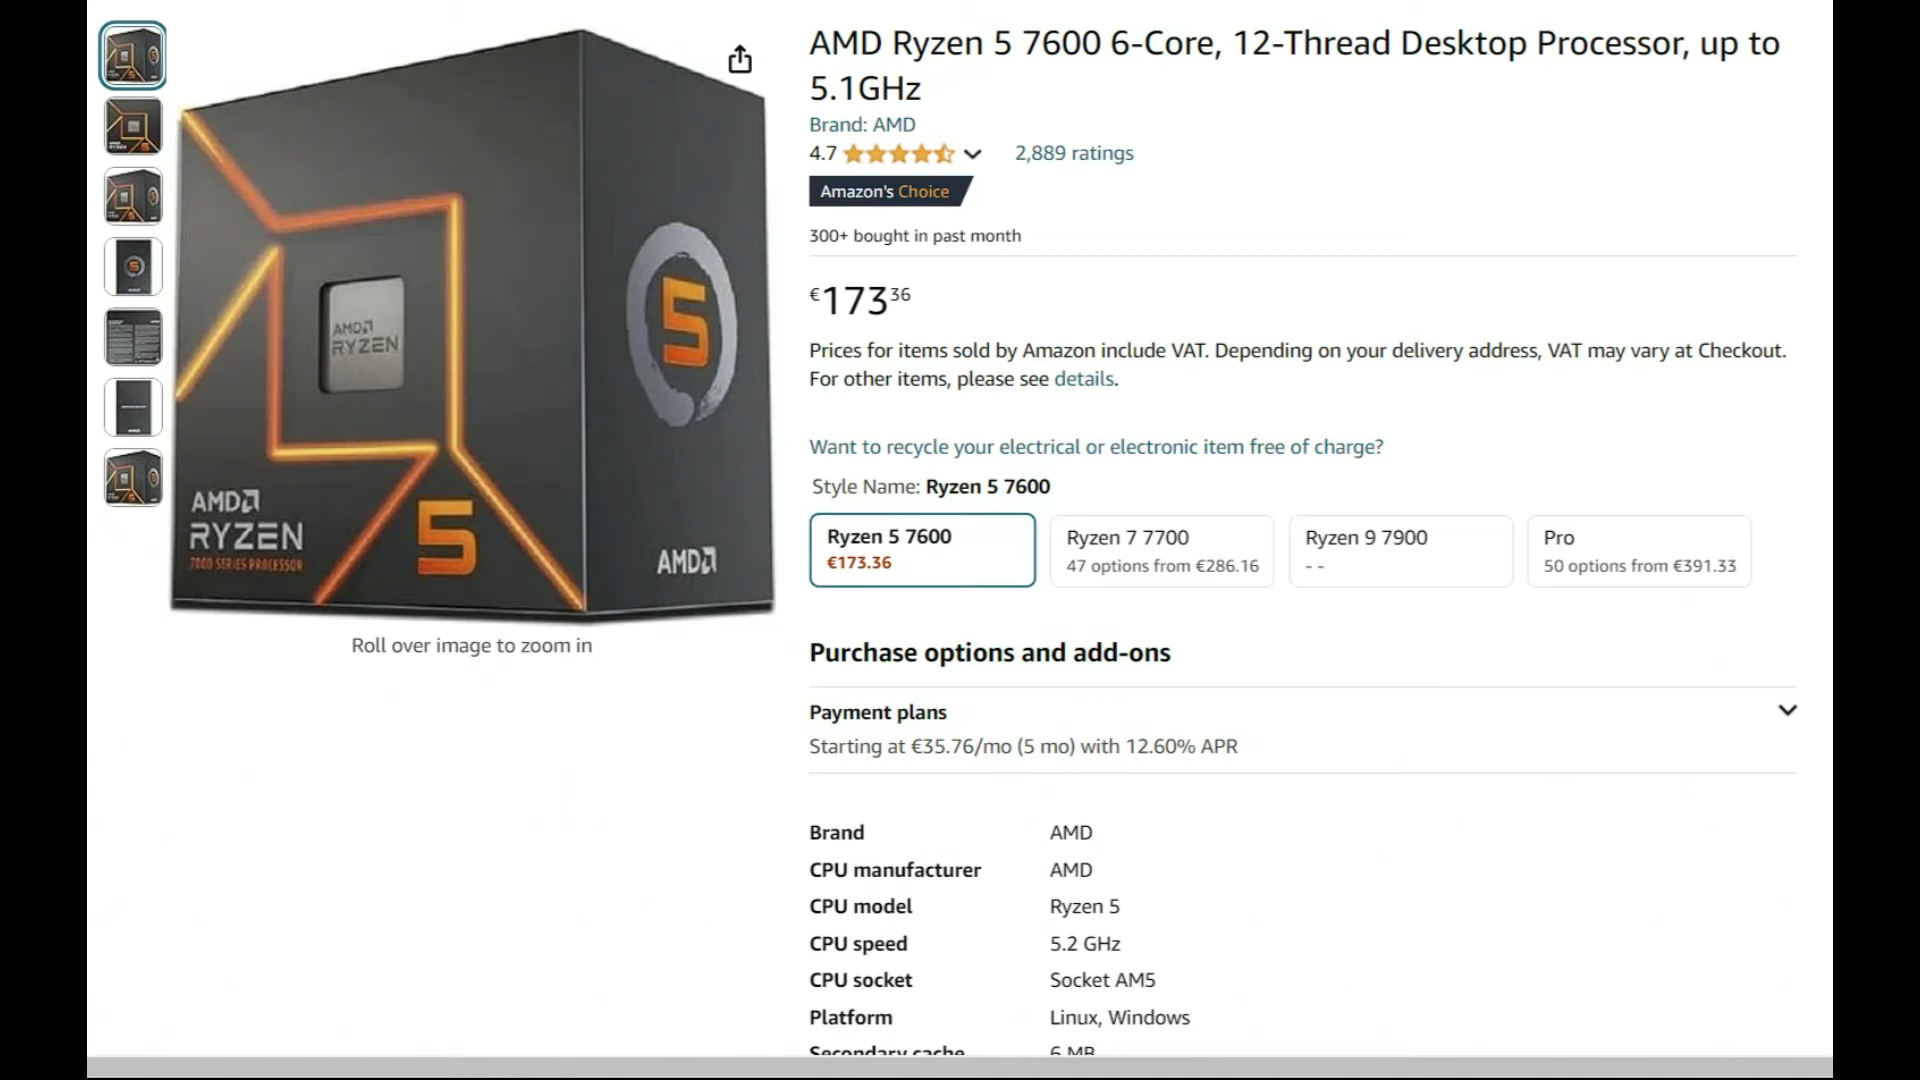 AMD Ryzen 5 7600 6-Core, 12-Thread Desktop Processor, up to
5.1GHz
Brand: AMD
4.7
2,889 ratings
Amazon's Choice
300+ bought in past month
€173 36
Prices for items sold by Amazon include VAT. Depending on your delivery address, VAT may vary at Checkout.
For other items, please see details.
Want to recycle your electrical or electronic item free of charge?
Style Name: Ryzen 5 7600
Ryzen 5 7600
€173.36
Ryzen 7 7700
47 options from €286.16
Ryzen 9 7900
- -
Pro
50 options from €391.33
Purchase options and add-ons
Payment plans
Starting at €35.76/mo (5 mo) with 12.60% APR
Brand AMD
CPU manufacturer AMD
CPU model Ryzen 5
CPU speed 5.2 GHz
CPU socket Socket AM5
Platform Linux, Windows
Secondary cache 6 MB
AMD
RYZEN
5
AMD
RYZEN
7000 SERIES PROCESSOR
5
AMD
Roll over image to zoom in